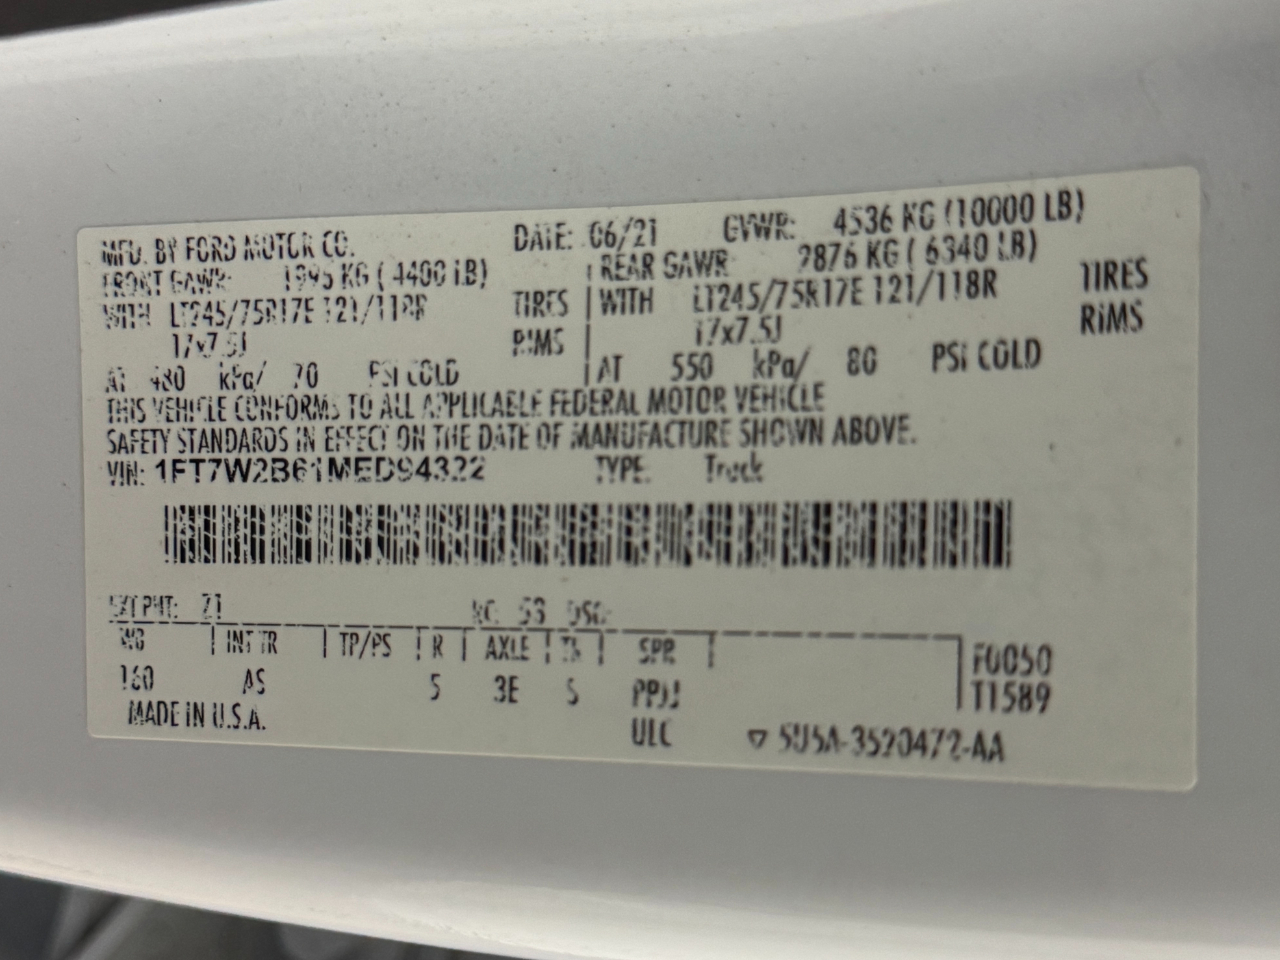 MFD. BY FORD MOTOR CO. DATE: 06/21 GVWR: 4536 KG (10000 LB)
FRONT GAWR: 1995 KG ( 4400 LB) REAR GAWR 2876 KG ( 6340 LB)
WITH LT245/75R17E 121/118R TIRES WITH LT245/75R17E 121/118R TIRES
17x7.5J RIMS 17x7.5J RIMS
AT 480 kPa/ 70 PSI COLD AT 550 kPa/ 80 PSI COLD
THIS VEHICLE CONFORMS TO ALL APPLICABLE FEDERAL MOTOR VEHICLE
SAFETY STANDARDS IN EFFECT ON THE DATE OF MANUFACTURE SHOWN ABOVE.
VIN: 1FT7W2B61MED94322 TYPE: Truck
EXT PNT: Z1 RC: 53 DSO:
WB INT TR TP/PS R AXLE TR SPR F0050
160 AS 5 3E S PPJJ T1589
MADE IN U.S.A. ULC ▽ 5U5A-3520472-AA